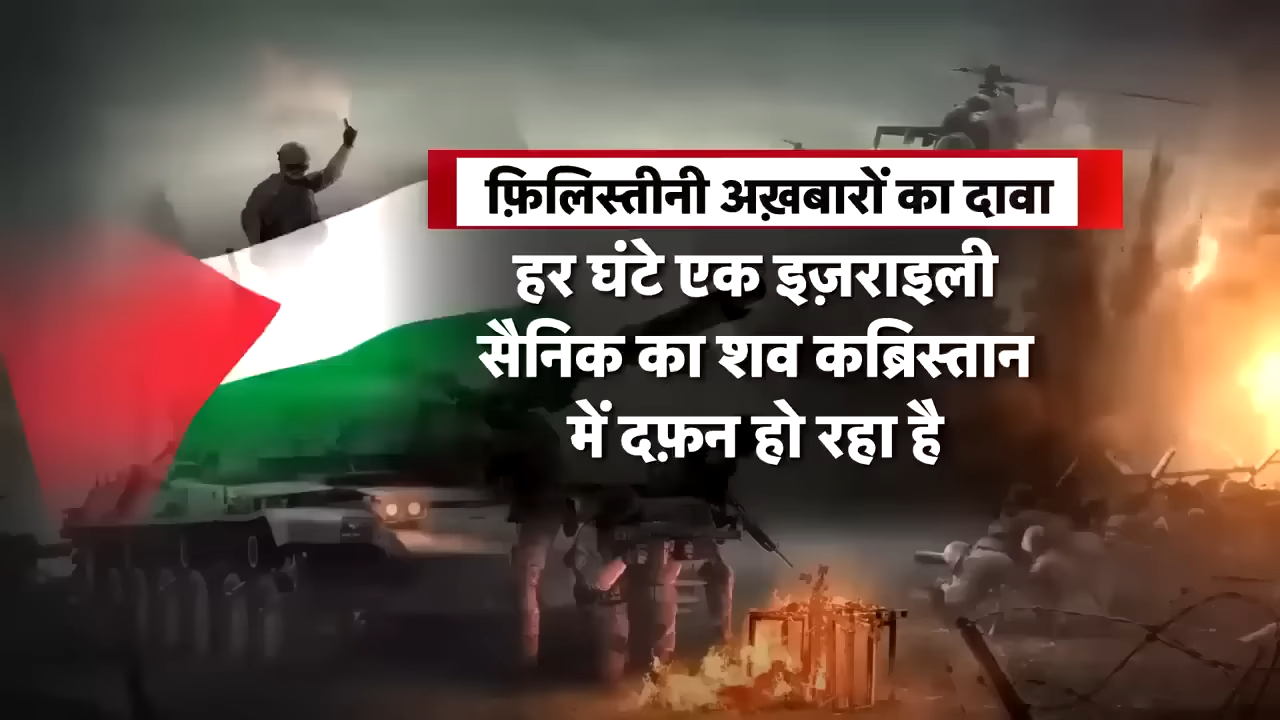 फ़िलिस्तीनी अख़बारों का दावा
हर घंटे एक इज़राइली
सैनिक का शव कब्रिस्तान
में दफ़न हो रहा है